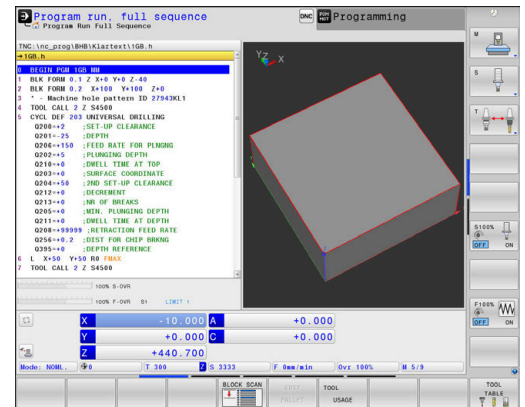 Program run, full sequence
DNC
Programming
Program Run Full Sequence
TNC:\nc_prog\BHB\Klartext\1GB.h
→1GB.h
0 BEGIN PGM 1GB MM
1 BLK FORM 0.1 Z X+0 Y+0 Z-40
2 BLK FORM 0.2 X+100 Y+100 Z+0
3 * - Machine hole pattern ID 27943KL1
4 TOOL CALL 2 Z S4500
5 CYCL DEF 203 UNIVERSAL DRILLING
Q200=+2 ;SET-UP CLEARANCE
Q201=-25 ;DEPTH
Q206=+150 ;FEED RATE FOR PLNGNG
Q202=+5 ;PLUNGING DEPTH
Q210=+0 ;DWELL TIME AT TOP
Q203=+0 ;SURFACE COORDINATE
Q204=+50 ;2ND SET-UP CLEARANCE
Q212=+0 ;DECREMENT
Q213=+0 ;NR OF BREAKS
Q205=+0 ;MIN. PLUNGING DEPTH
Q211=+0 ;DWELL TIME AT DEPTH
Q208=+99999 ;RETRACTION FEED RATE
Q256=+0.2 ;DIST FOR CHIP BRKNG
Q395=+0 ;DEPTH REFERENCE
6 L X+50 Y+50 R0 FMAX
7 TOOL CALL 2 Z S4500
YZ X
M
S
T
S100%
OFF ON
F100%
OFF ON
100% S-OVR
100% F-OVR S1 LIMIT 1
X -10.000 A +0.000
Y +0.000 C +0.000
Z +440.700
Mode: NOML. 0 T 300 Z S 3333 F 0mm/min Ovr 100% M 5/9
BLOCK SCAN
EDIT PALLET
TOOL USAGE
TOOL TABLE